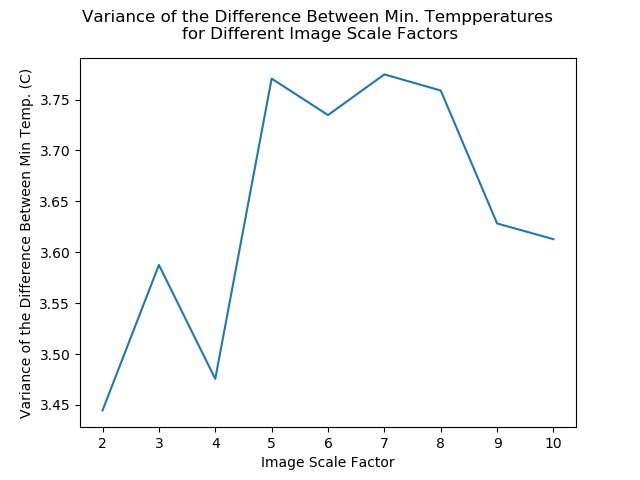 Variance of the Difference Between Min. Tempperatures
for Different Image Scale Factors
Variance of the Difference Between Min Temp. (C)
3.75
3.70
3.65
3.60
3.55
3.50
3.45
2 3 4 5 6 7 8 9 10
Image Scale Factor